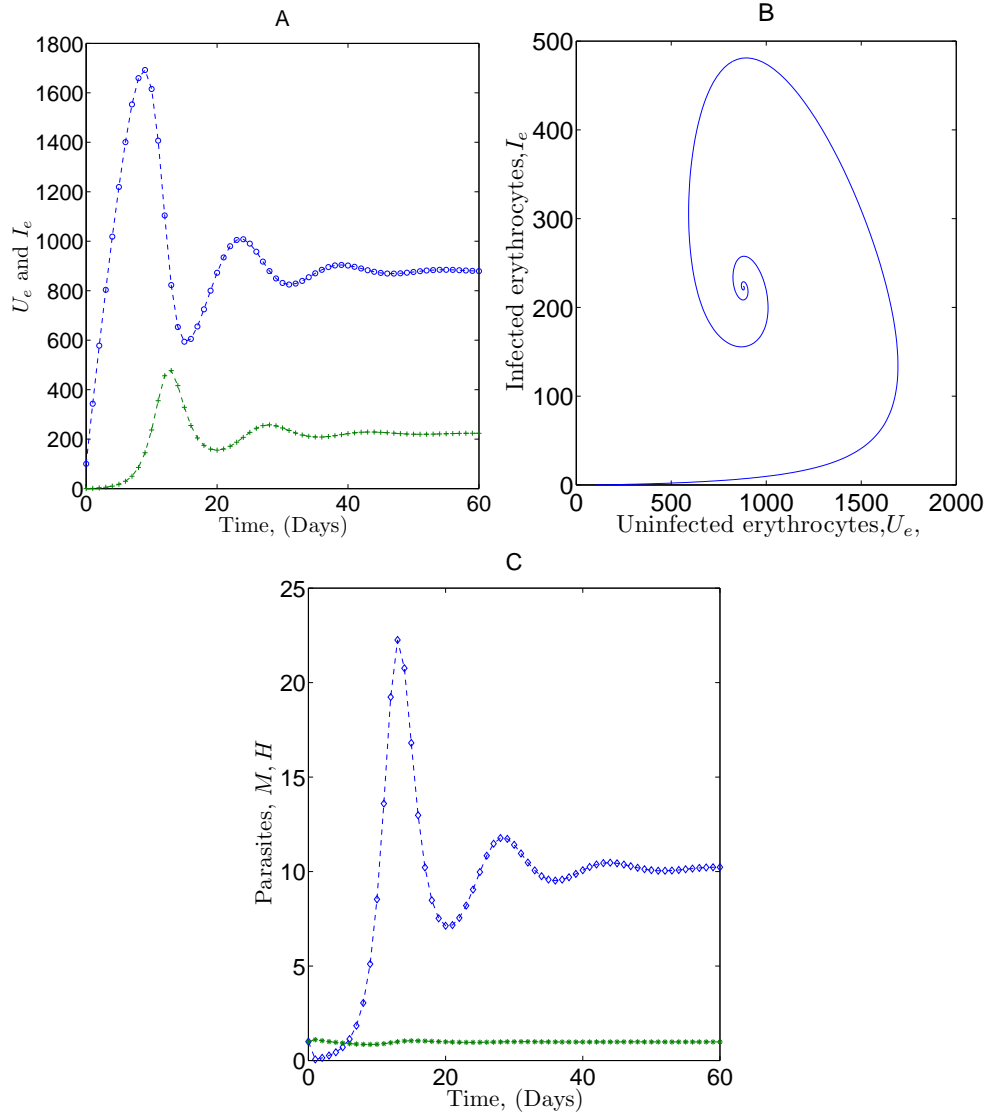 A
1800
1600
1400
1200
1000
800
600
400
200
0
U_e and I_e
0 20 40 60
Time, (Days)
B
500
400
300
200
100
0
Infected erythrocytes,I_e
0 500 1000 1500 2000
Uninfected erythrocytes,U_e,
C
25
20
15
10
5
0
Parasites, M, H
0 20 40 60
Time, (Days)